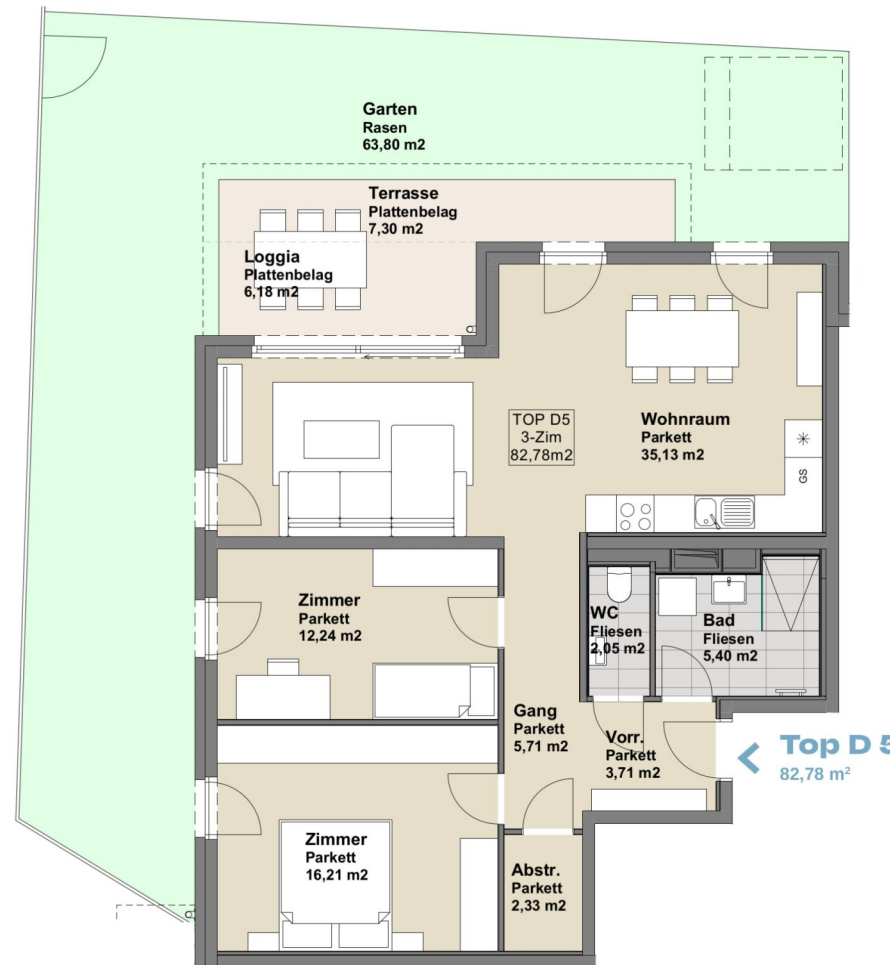 Garten
Rasen
63,80 m2
Terrasse
Plattenbelag
7,30 m2
Loggia
Plattenbelag
6,18 m2
TOP D5
3-Zim
82,78m2
Wohnraum
Parkett
35,13 m2
GS
Zimmer
Parkett
12,24 m2
WC
Fliesen
2,05 m2
Bad
Fliesen
5,40 m2
Gang
Parkett
5,71 m2
Vorr.
Parkett
3,71 m2
Top D 5
82,78 m²
Zimmer
Parkett
16,21 m2
Abstr.
Parkett
2,33 m2